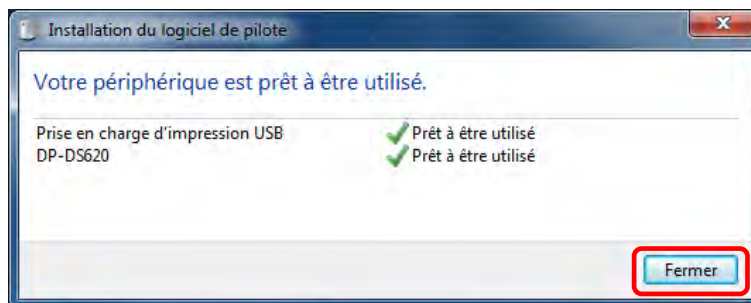 Installation du logiciel de pilote
Votre périphérique est prêt à être utilisé.
Prise en charge d'impression USB Prêt à être utilisé
DP-DS620 Prêt à être utilisé
Fermer